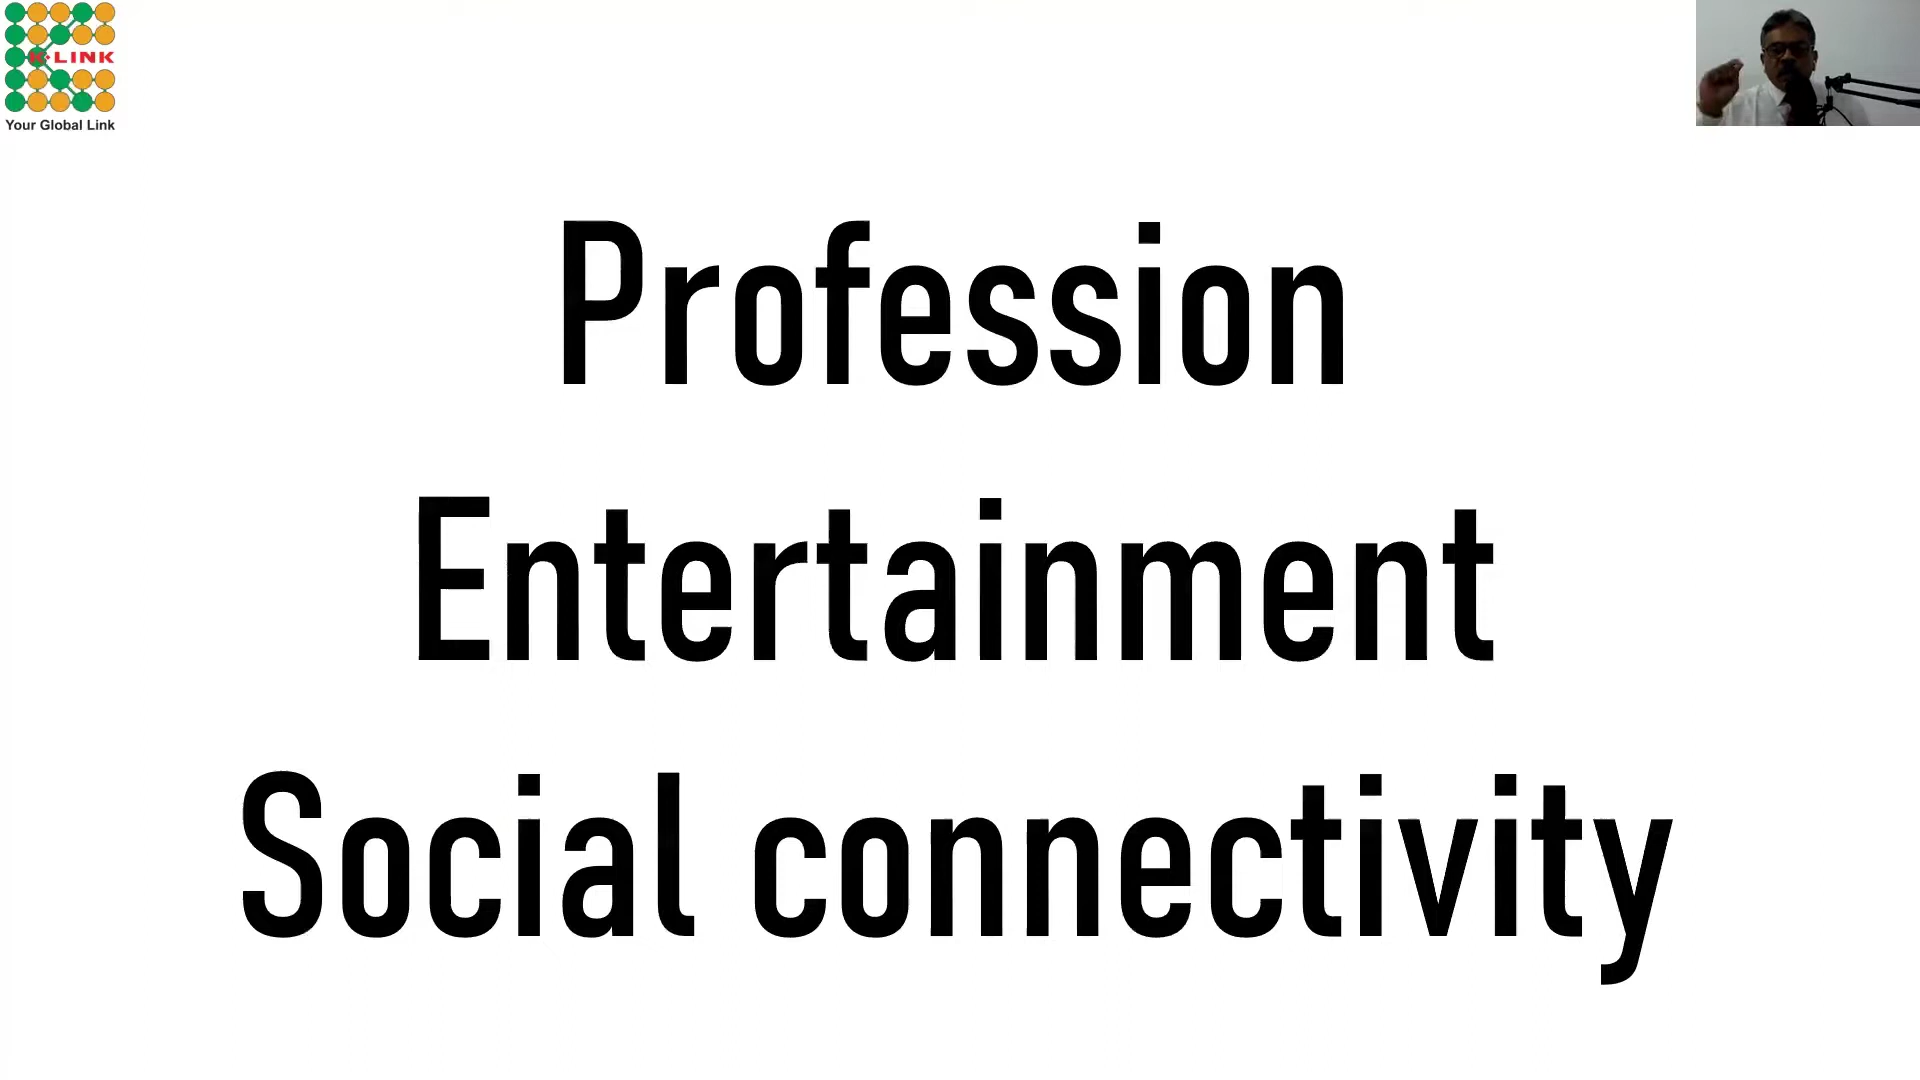 K-LINK
Your Global Link
Profession
Entertainment
Social connectivity